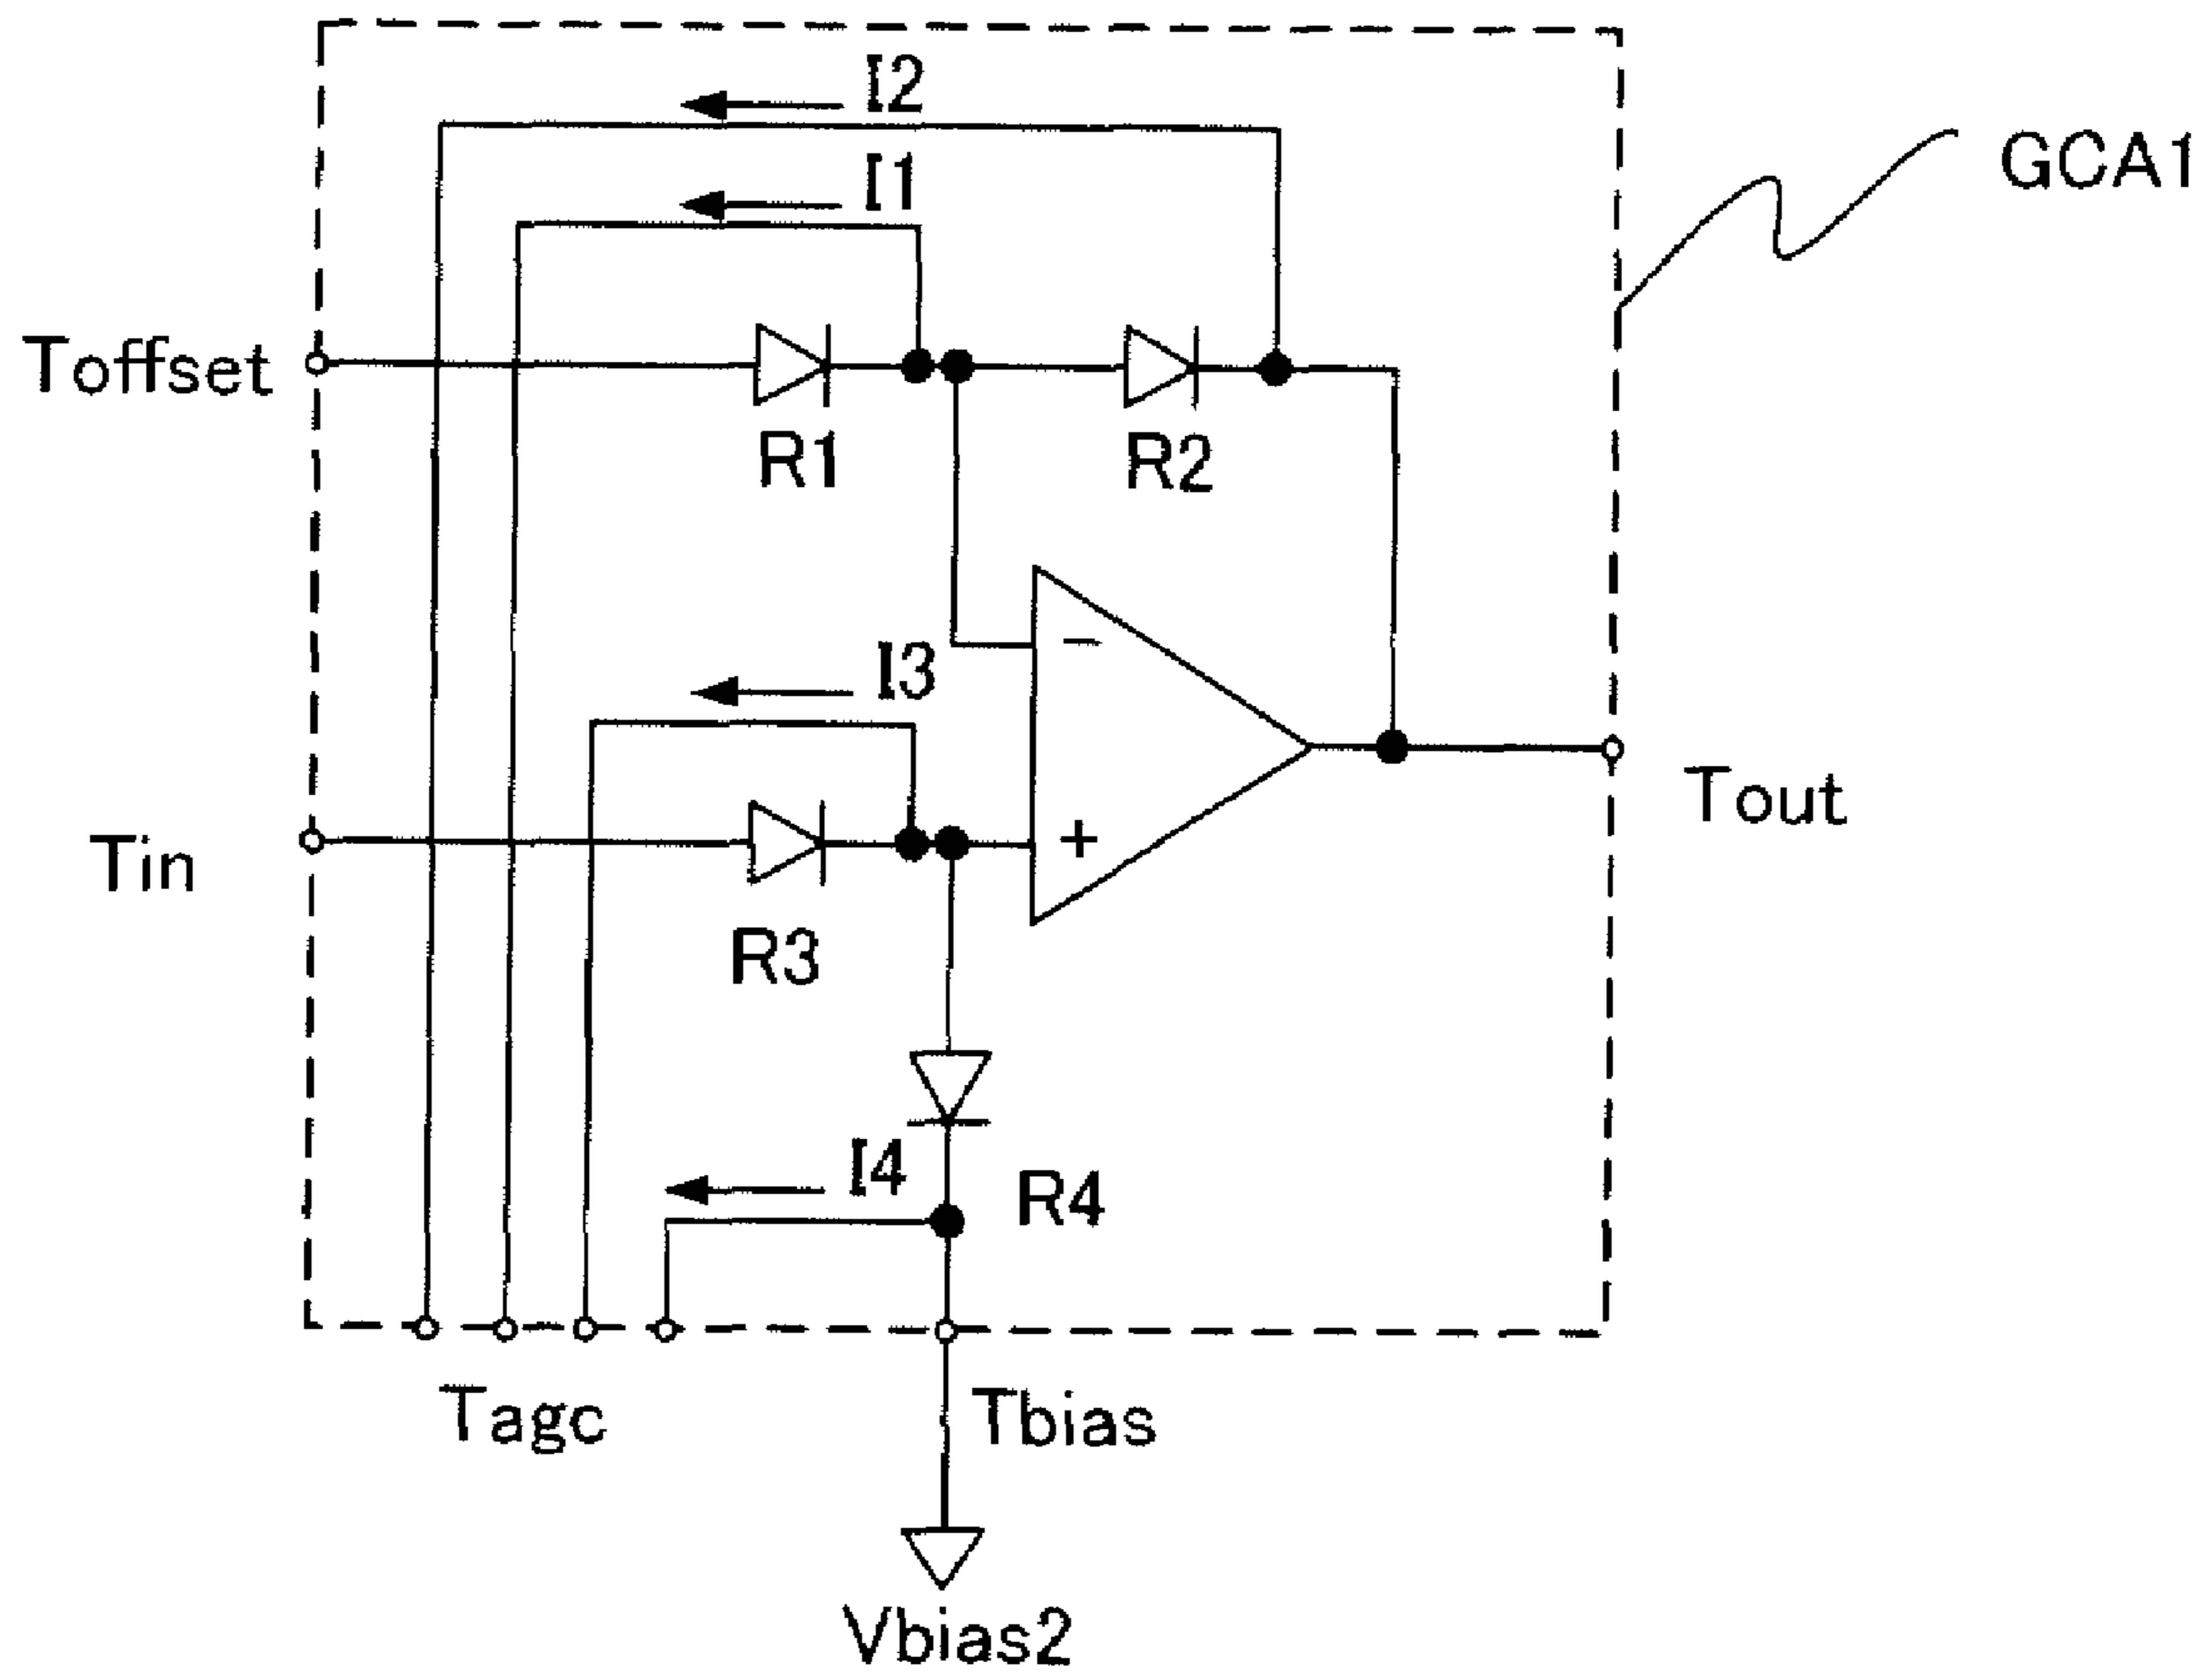 I2
GCA1
I1
Toffset
R1
R2
−
I3
Tout
+
Tin
R3
I4
R4
Tagc
Tbias
Vbias2